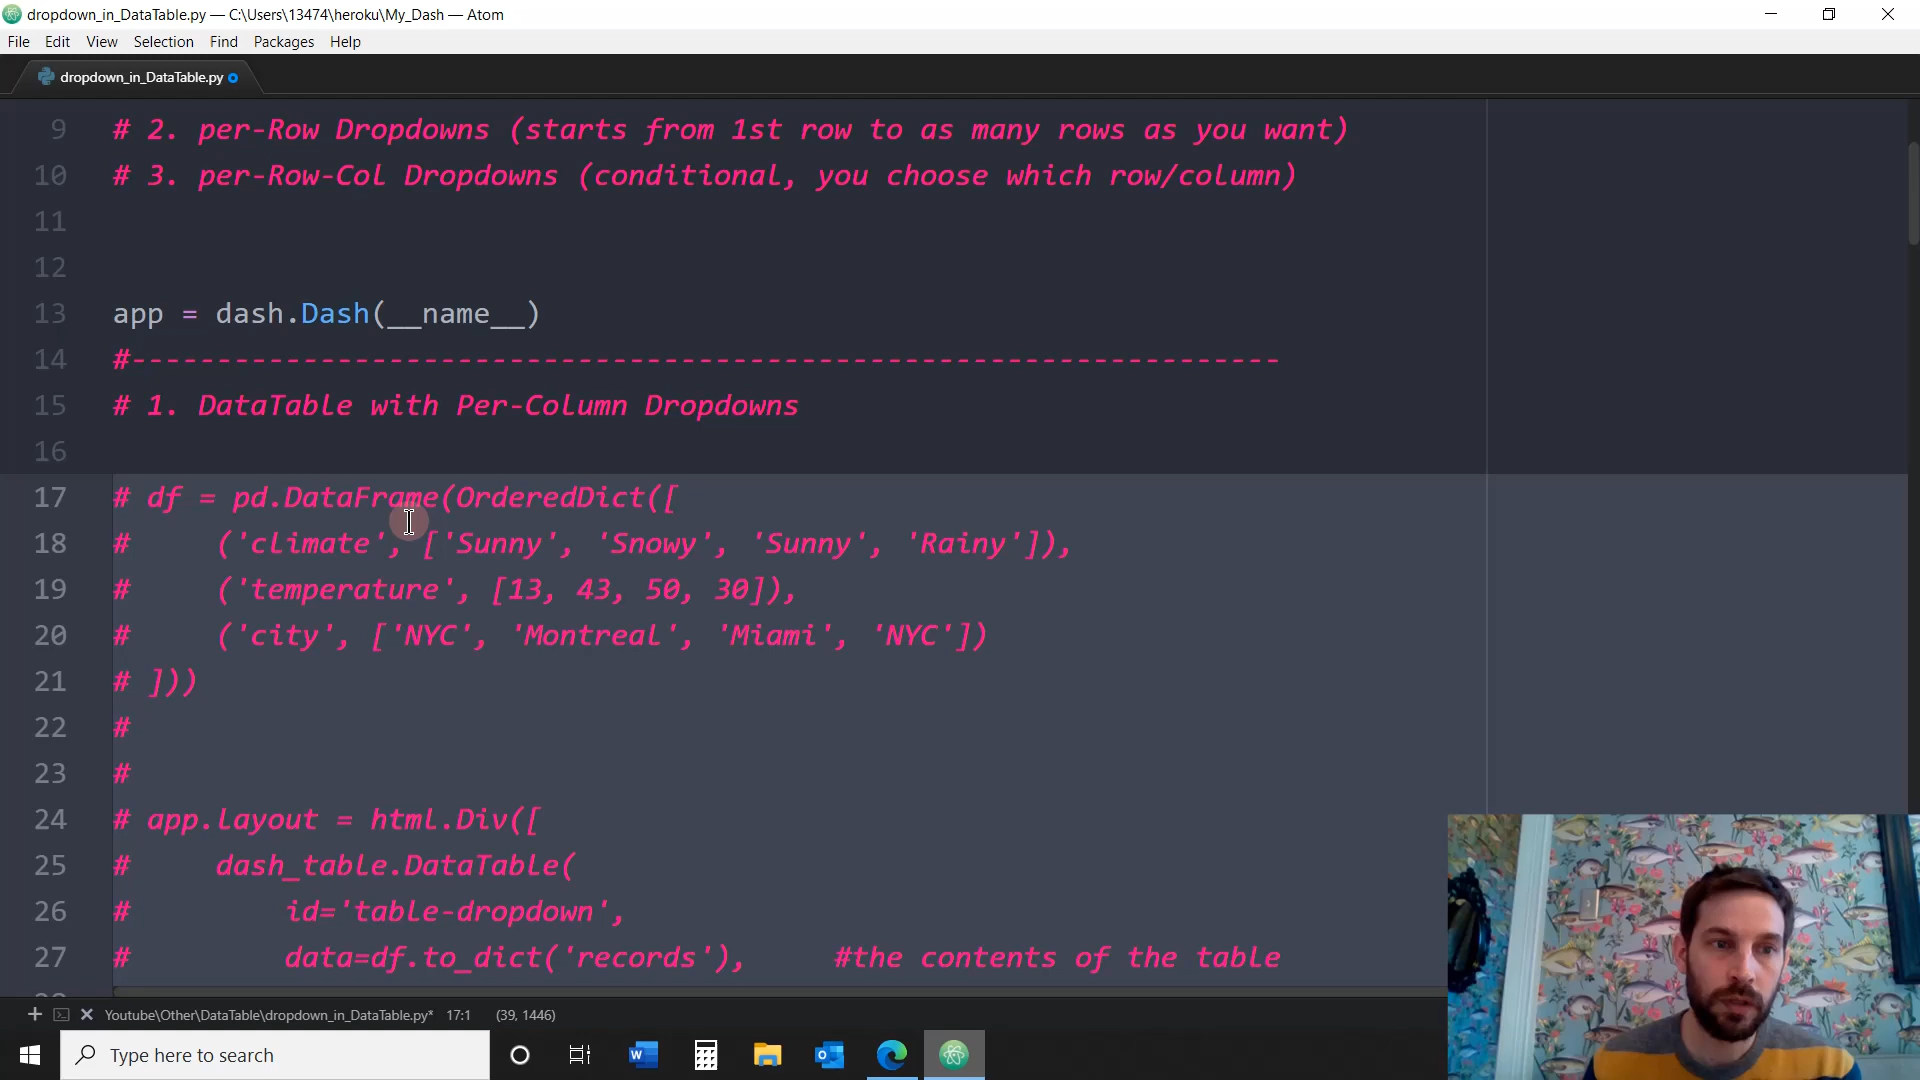 dropdown_in_DataTable.py — C:\Users\13474\heroku\My_Dash — Atom
File Edit View Selection Find Packages Help
dropdown_in_DataTable.py
9 # 2. per-Row Dropdowns (starts from 1st row to as many rows as you want)
10 # 3. per-Row-Col Dropdowns (conditional, you choose which row/column)
11
12
13 app = dash.Dash(__name__)
14 #-------------------------------------------------------------------
15 # 1. DataTable with Per-Column Dropdowns
16
17 # df = pd.DataFrame(OrderedDict([
18 #     ('climate', ['Sunny', 'Snowy', 'Sunny', 'Rainy']),
19 #     ('temperature', [13, 43, 50, 30]),
20 #     ('city', ['NYC', 'Montreal', 'Miami', 'NYC'])
21 # ]))
22 #
23 #
24 # app.layout = html.Div([
25 #     dash_table.DataTable(
26 #         id='table-dropdown',
27 #         data=df.to_dict('records'),     #the contents of the table
Youtube\Other\DataTable\dropdown_in_DataTable.py* 17:1 (39, 1446)
Type here to search